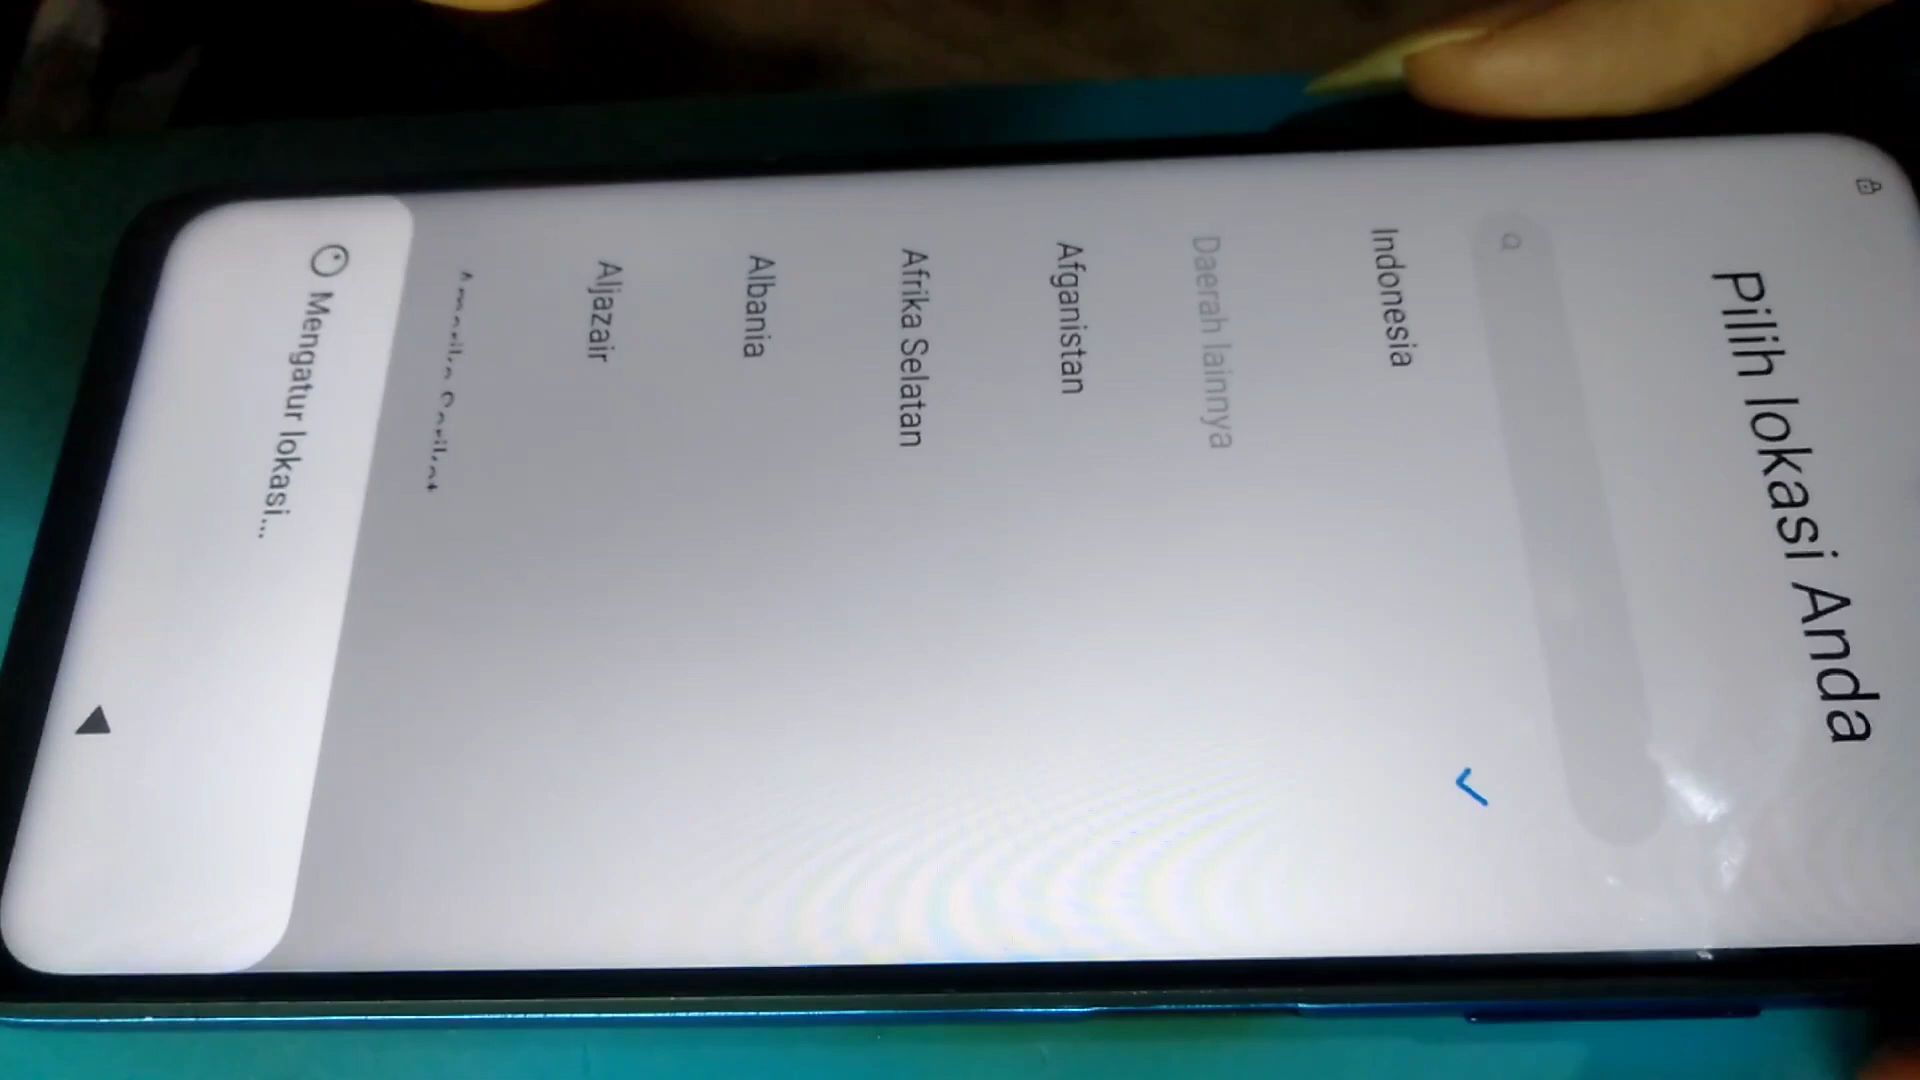 Pilih lokasi Anda
Indonesia
Daerah lainnya
Afganistan
Afrika Selatan
Albania
Aljazair
Mengatur lokasi...